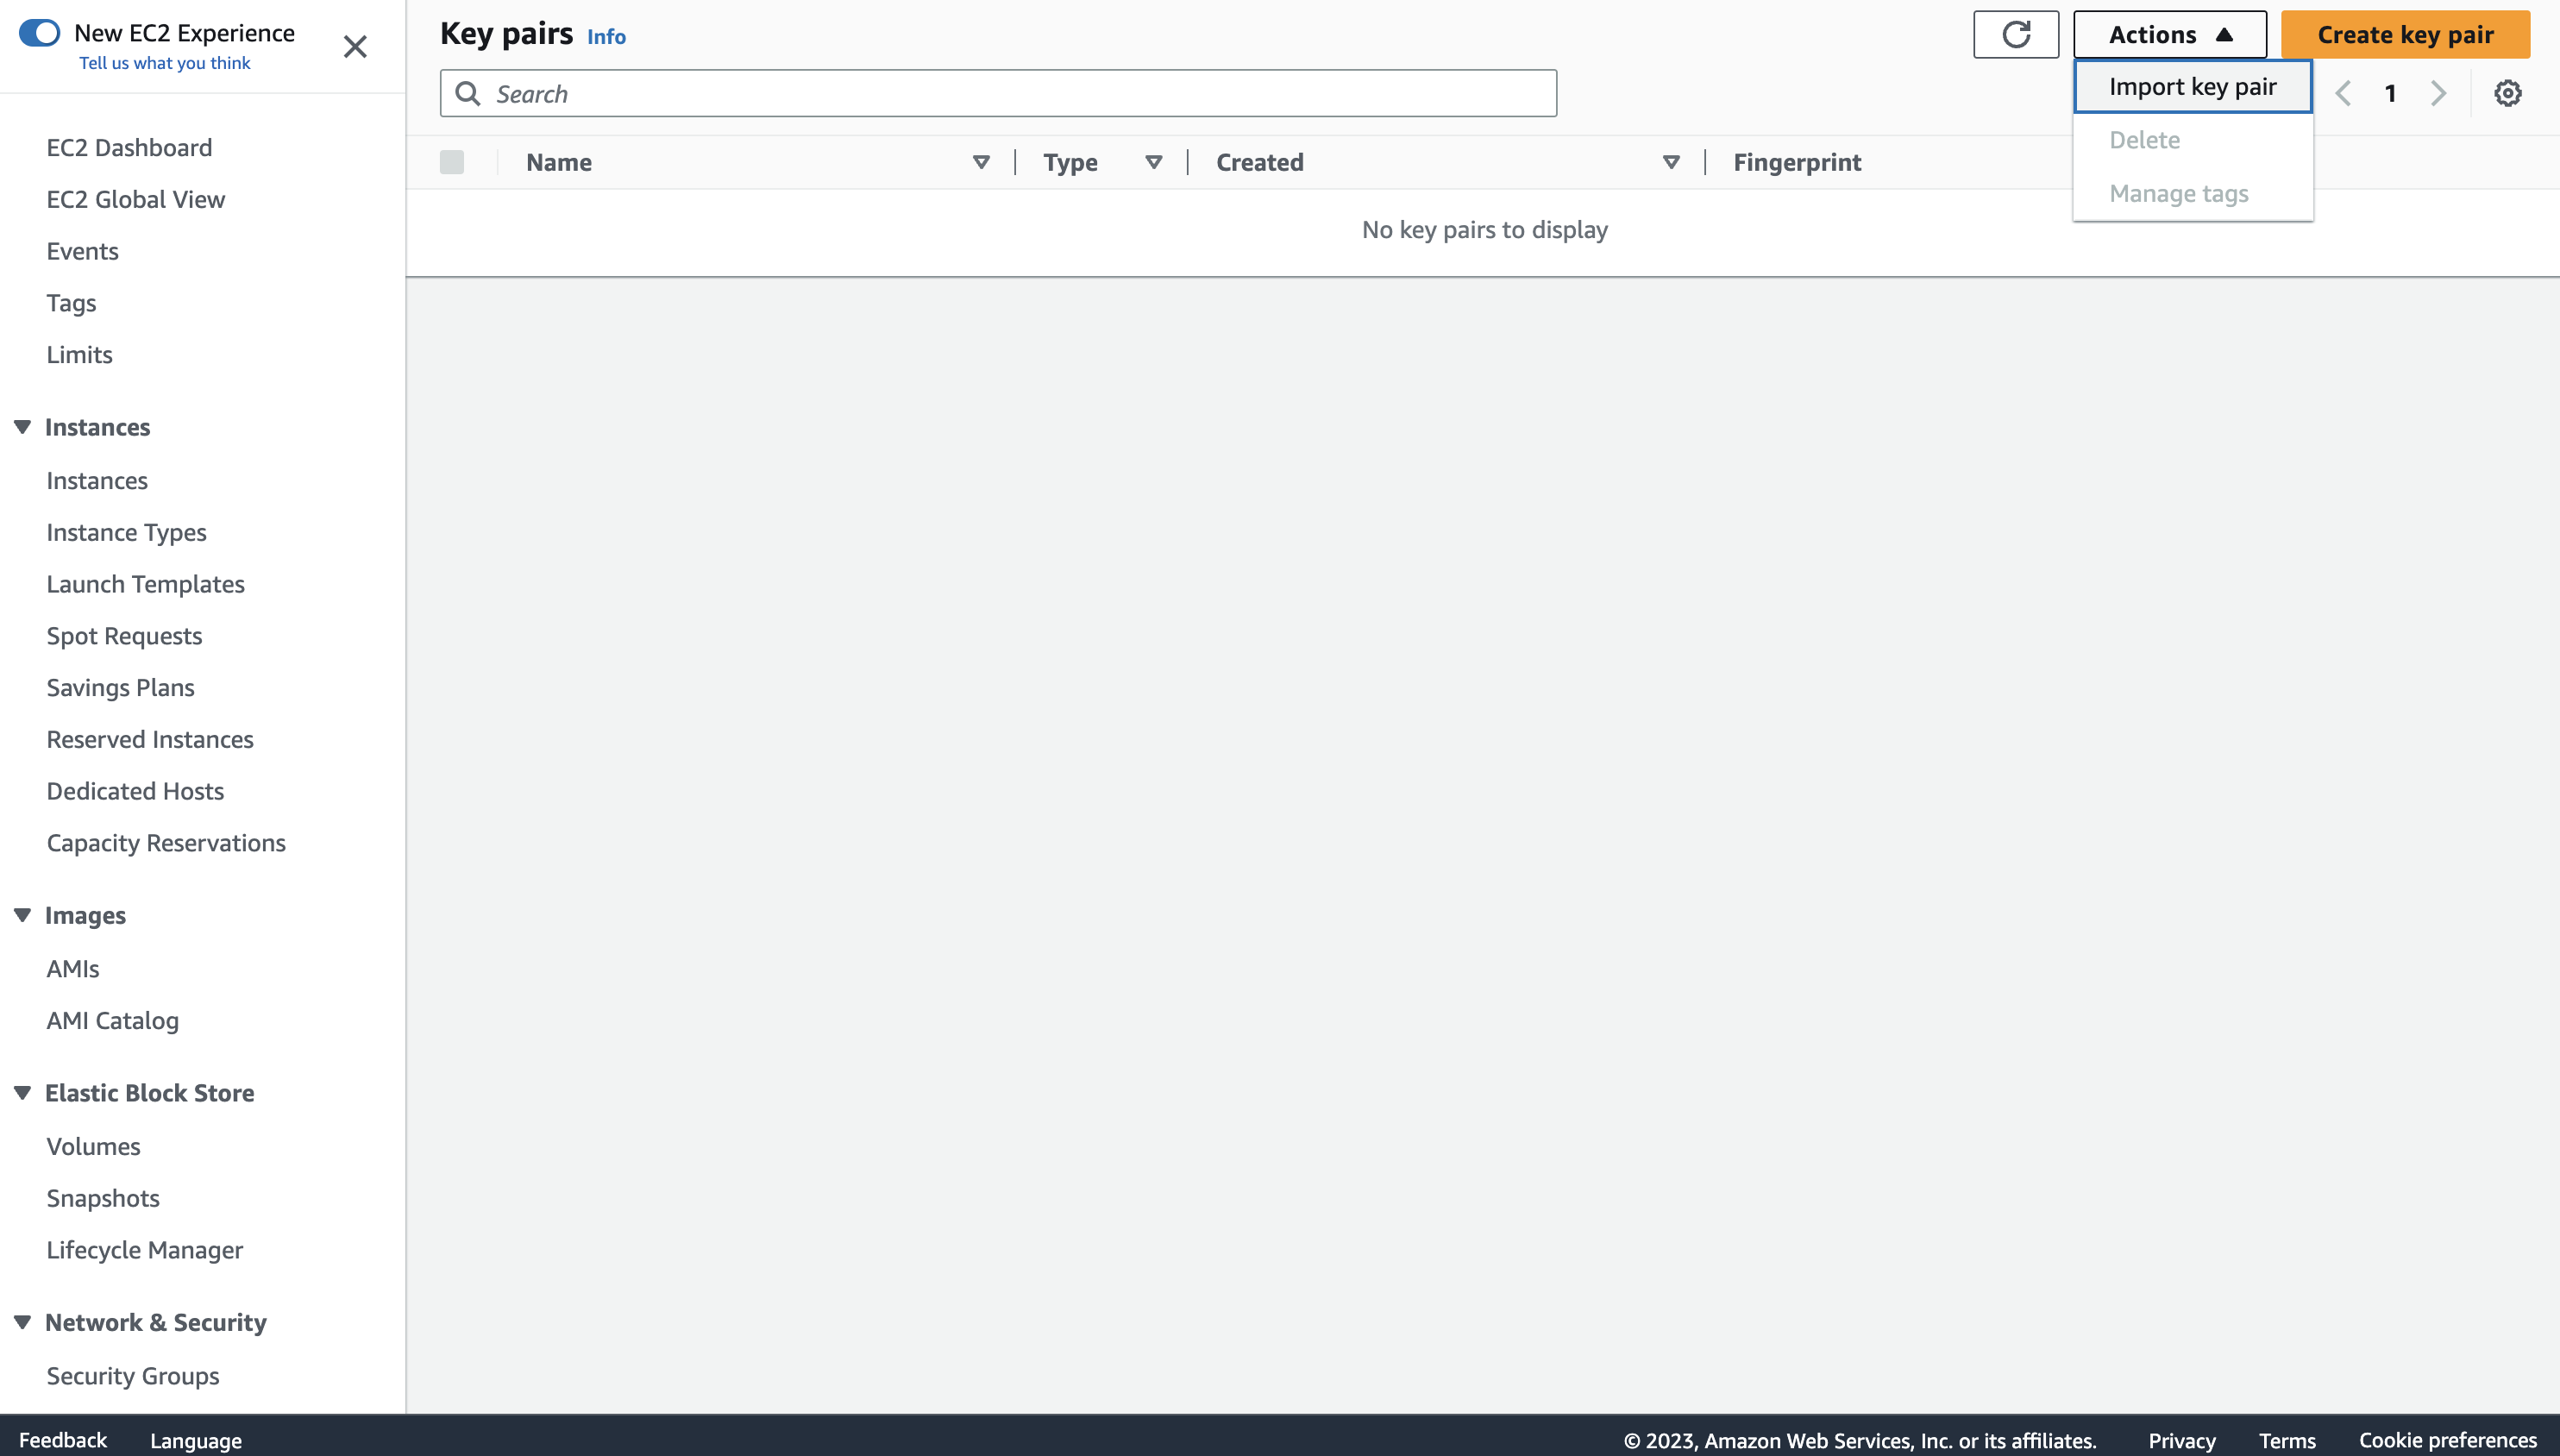 New EC2 Experience
Tell us what you think
EC2 Dashboard
EC2 Global View
Events
Tags
Limits
Instances
Instances
Instance Types
Launch Templates
Spot Requests
Savings Plans
Reserved Instances
Dedicated Hosts
Capacity Reservations
Images
AMIs
AMI Catalog
Elastic Block Store
Volumes
Snapshots
Lifecycle Manager
Network & Security
Security Groups
Key pairs Info
Actions
Create key pair
Search
Import key pair
Delete
Manage tags
1
Name Type Created Fingerprint
No key pairs to display
Feedback Language © 2023, Amazon Web Services, Inc. or its affiliates. Privacy Terms Cookie preferences